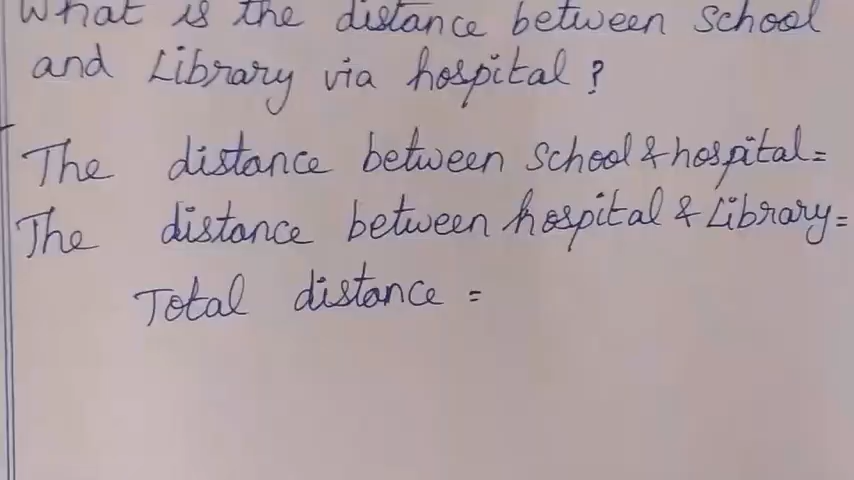 What is the distance between school
and Library via hospital?
The distance between school & hospital=
The distance between hospital & Library=
Total distance =